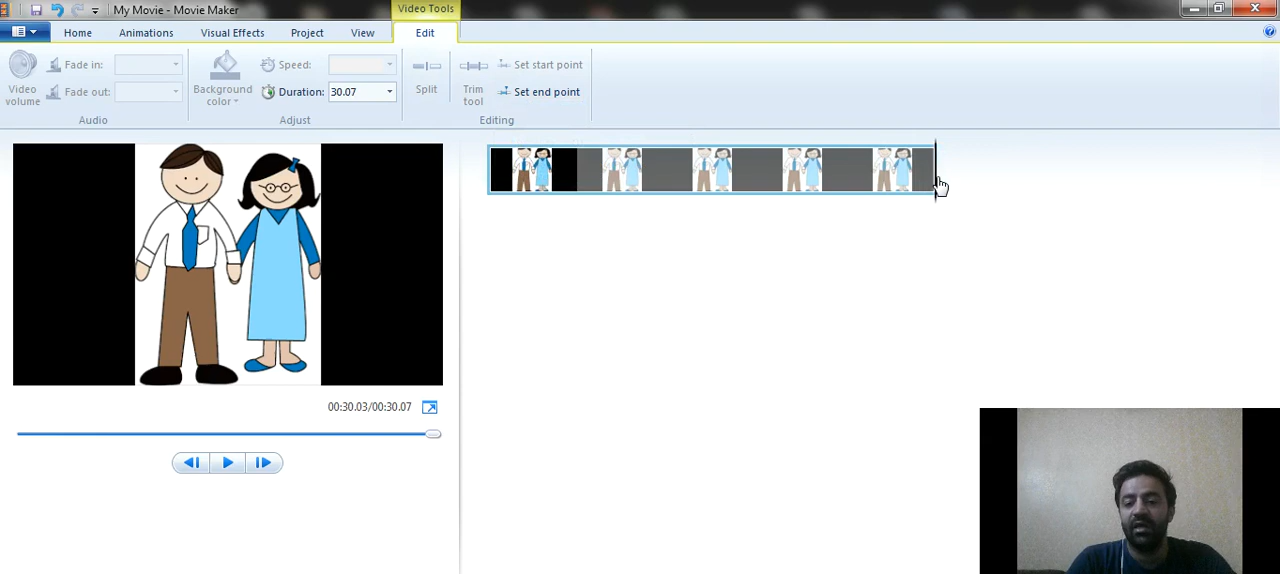 My Movie - Movie Maker
Video Tools
Home
Animations
Visual Effects
Project
View
Edit
Video volume
Fade in:
Fade out:
Audio
Background color
Speed:
Duration: 30.07
Adjust
Split
Trim tool
Set start point
Set end point
Editing
00:30.03/00:30.07